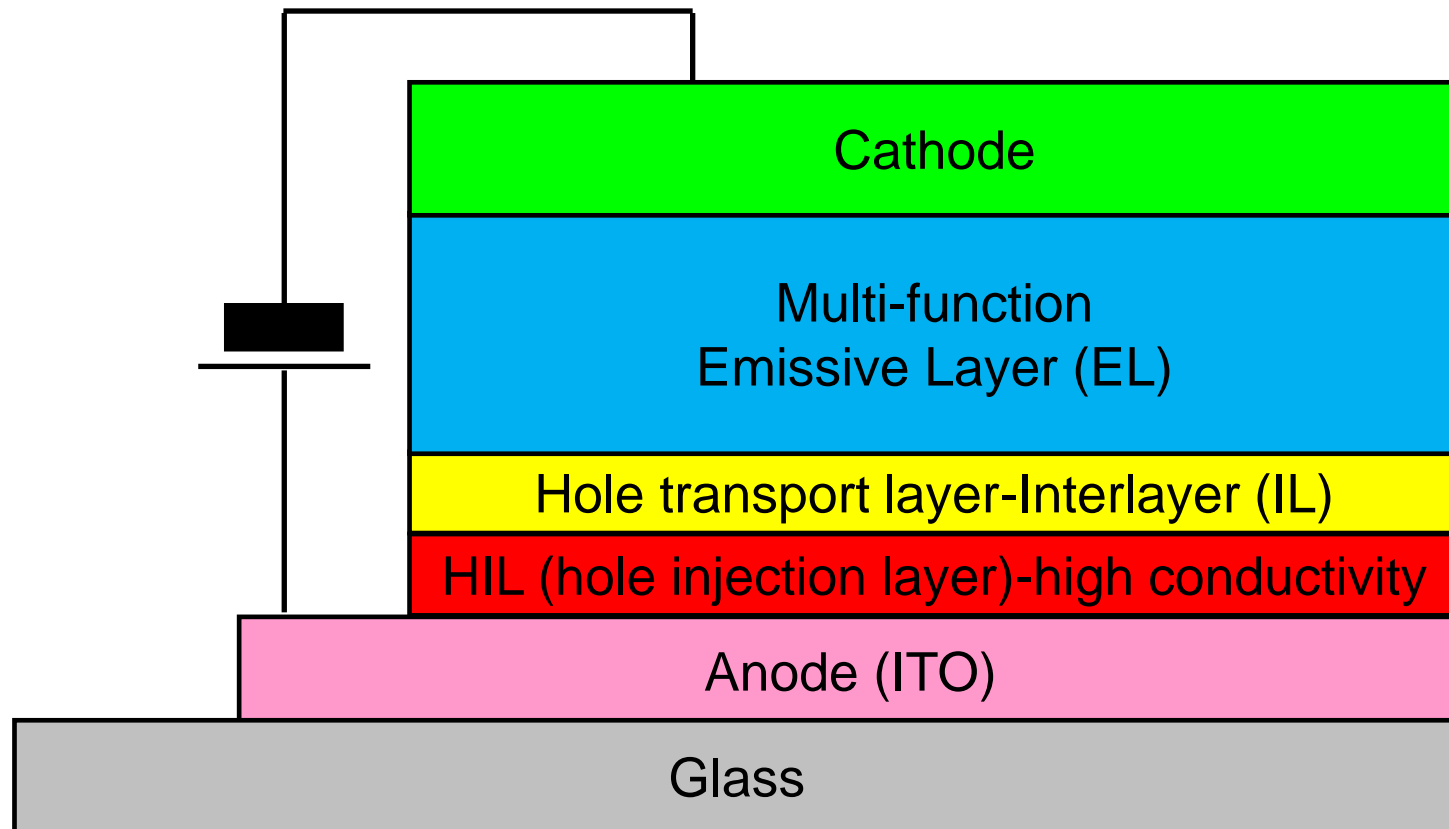 Cathode
Multi-function
Emissive Layer (EL)
Hole transport layer-Interlayer (IL)
HIL (hole injection layer)-high conductivity
Anode (ITO)
Glass